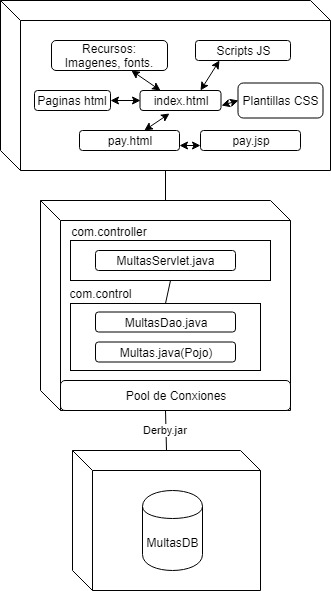 Recursos:
Imagenes, fonts.
Scripts JS
Paginas html
index.html
Plantillas CSS
pay.html
pay.jsp
com.controller
MultasServlet.java
com.control
MultasDao.java
Multas.java(Pojo)
Pool de Conxiones
Derby.jar
MultasDB